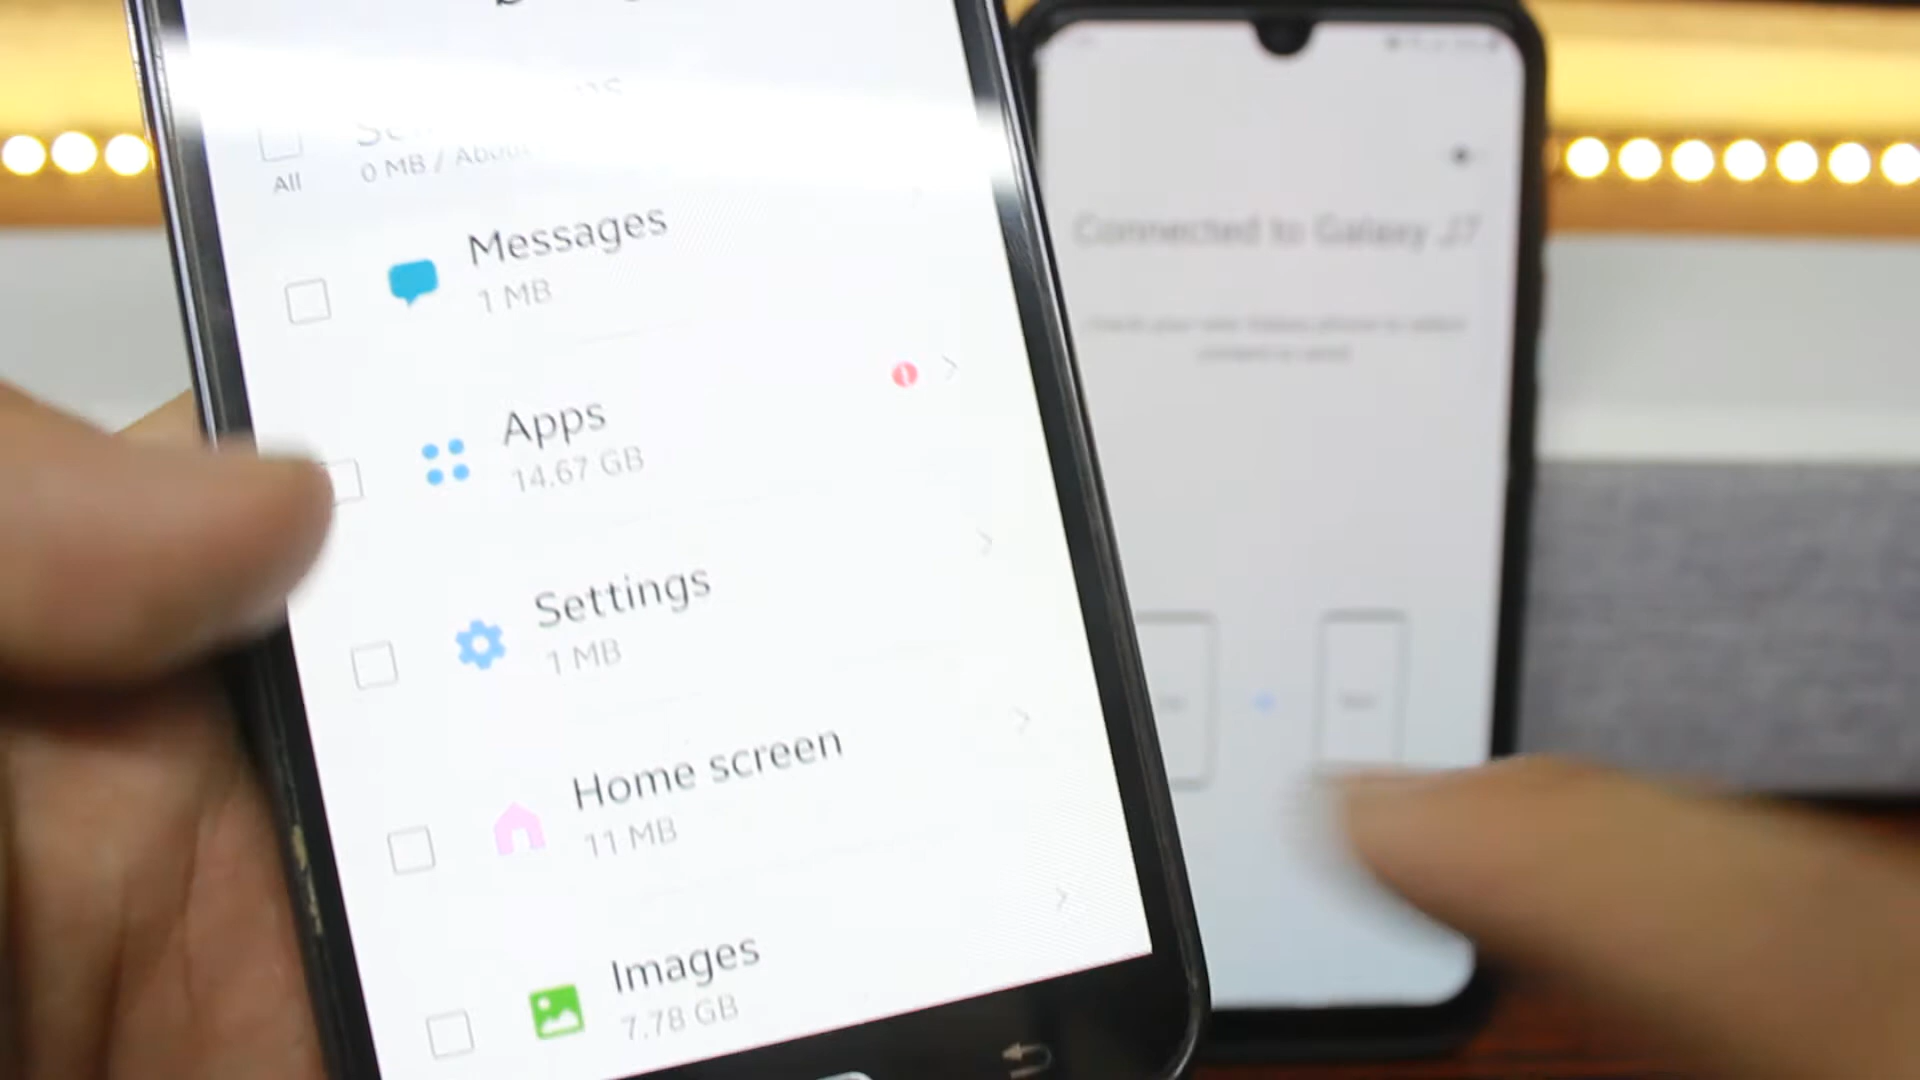 0 MB / About
All
Messages
1 MB
Apps
14.67 GB
Settings
1 MB
Home screen
11 MB
Images
7.78 GB
Connected to Galaxy J7